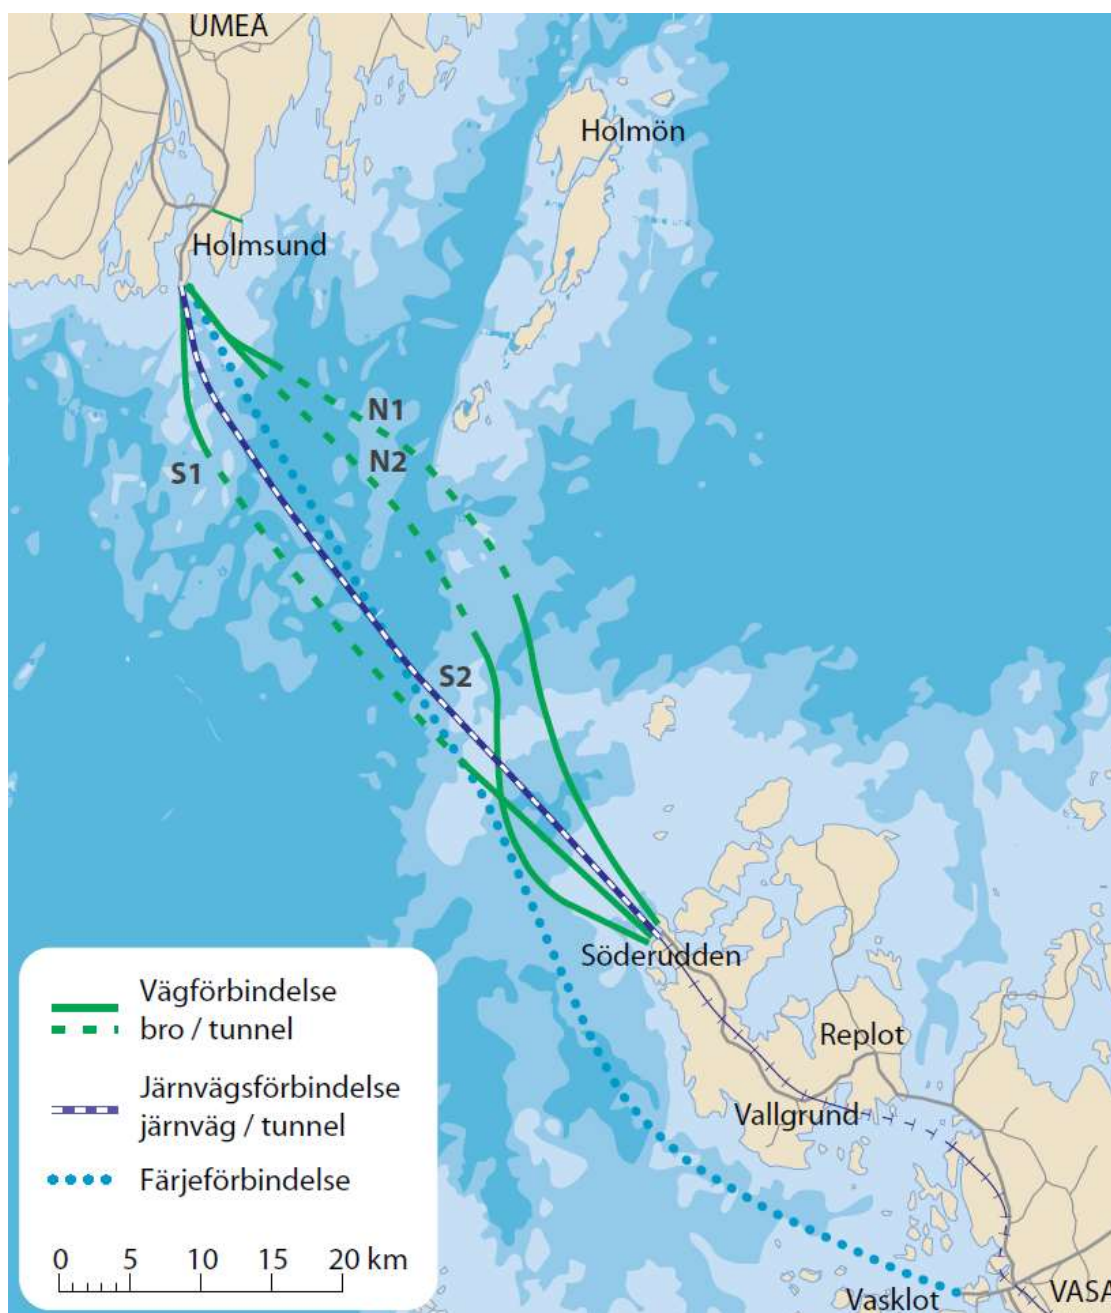 UMEÅ
Holmön
Holmsund
N1
N2
S1
S2
Söderudden
Replot
Vallgrund
Vägförbindelse
bro / tunnel
Järnvägsförbindelse
järnväg / tunnel
Färjeförbindelse
0 5 10 15 20 km
Vasklot
VASA